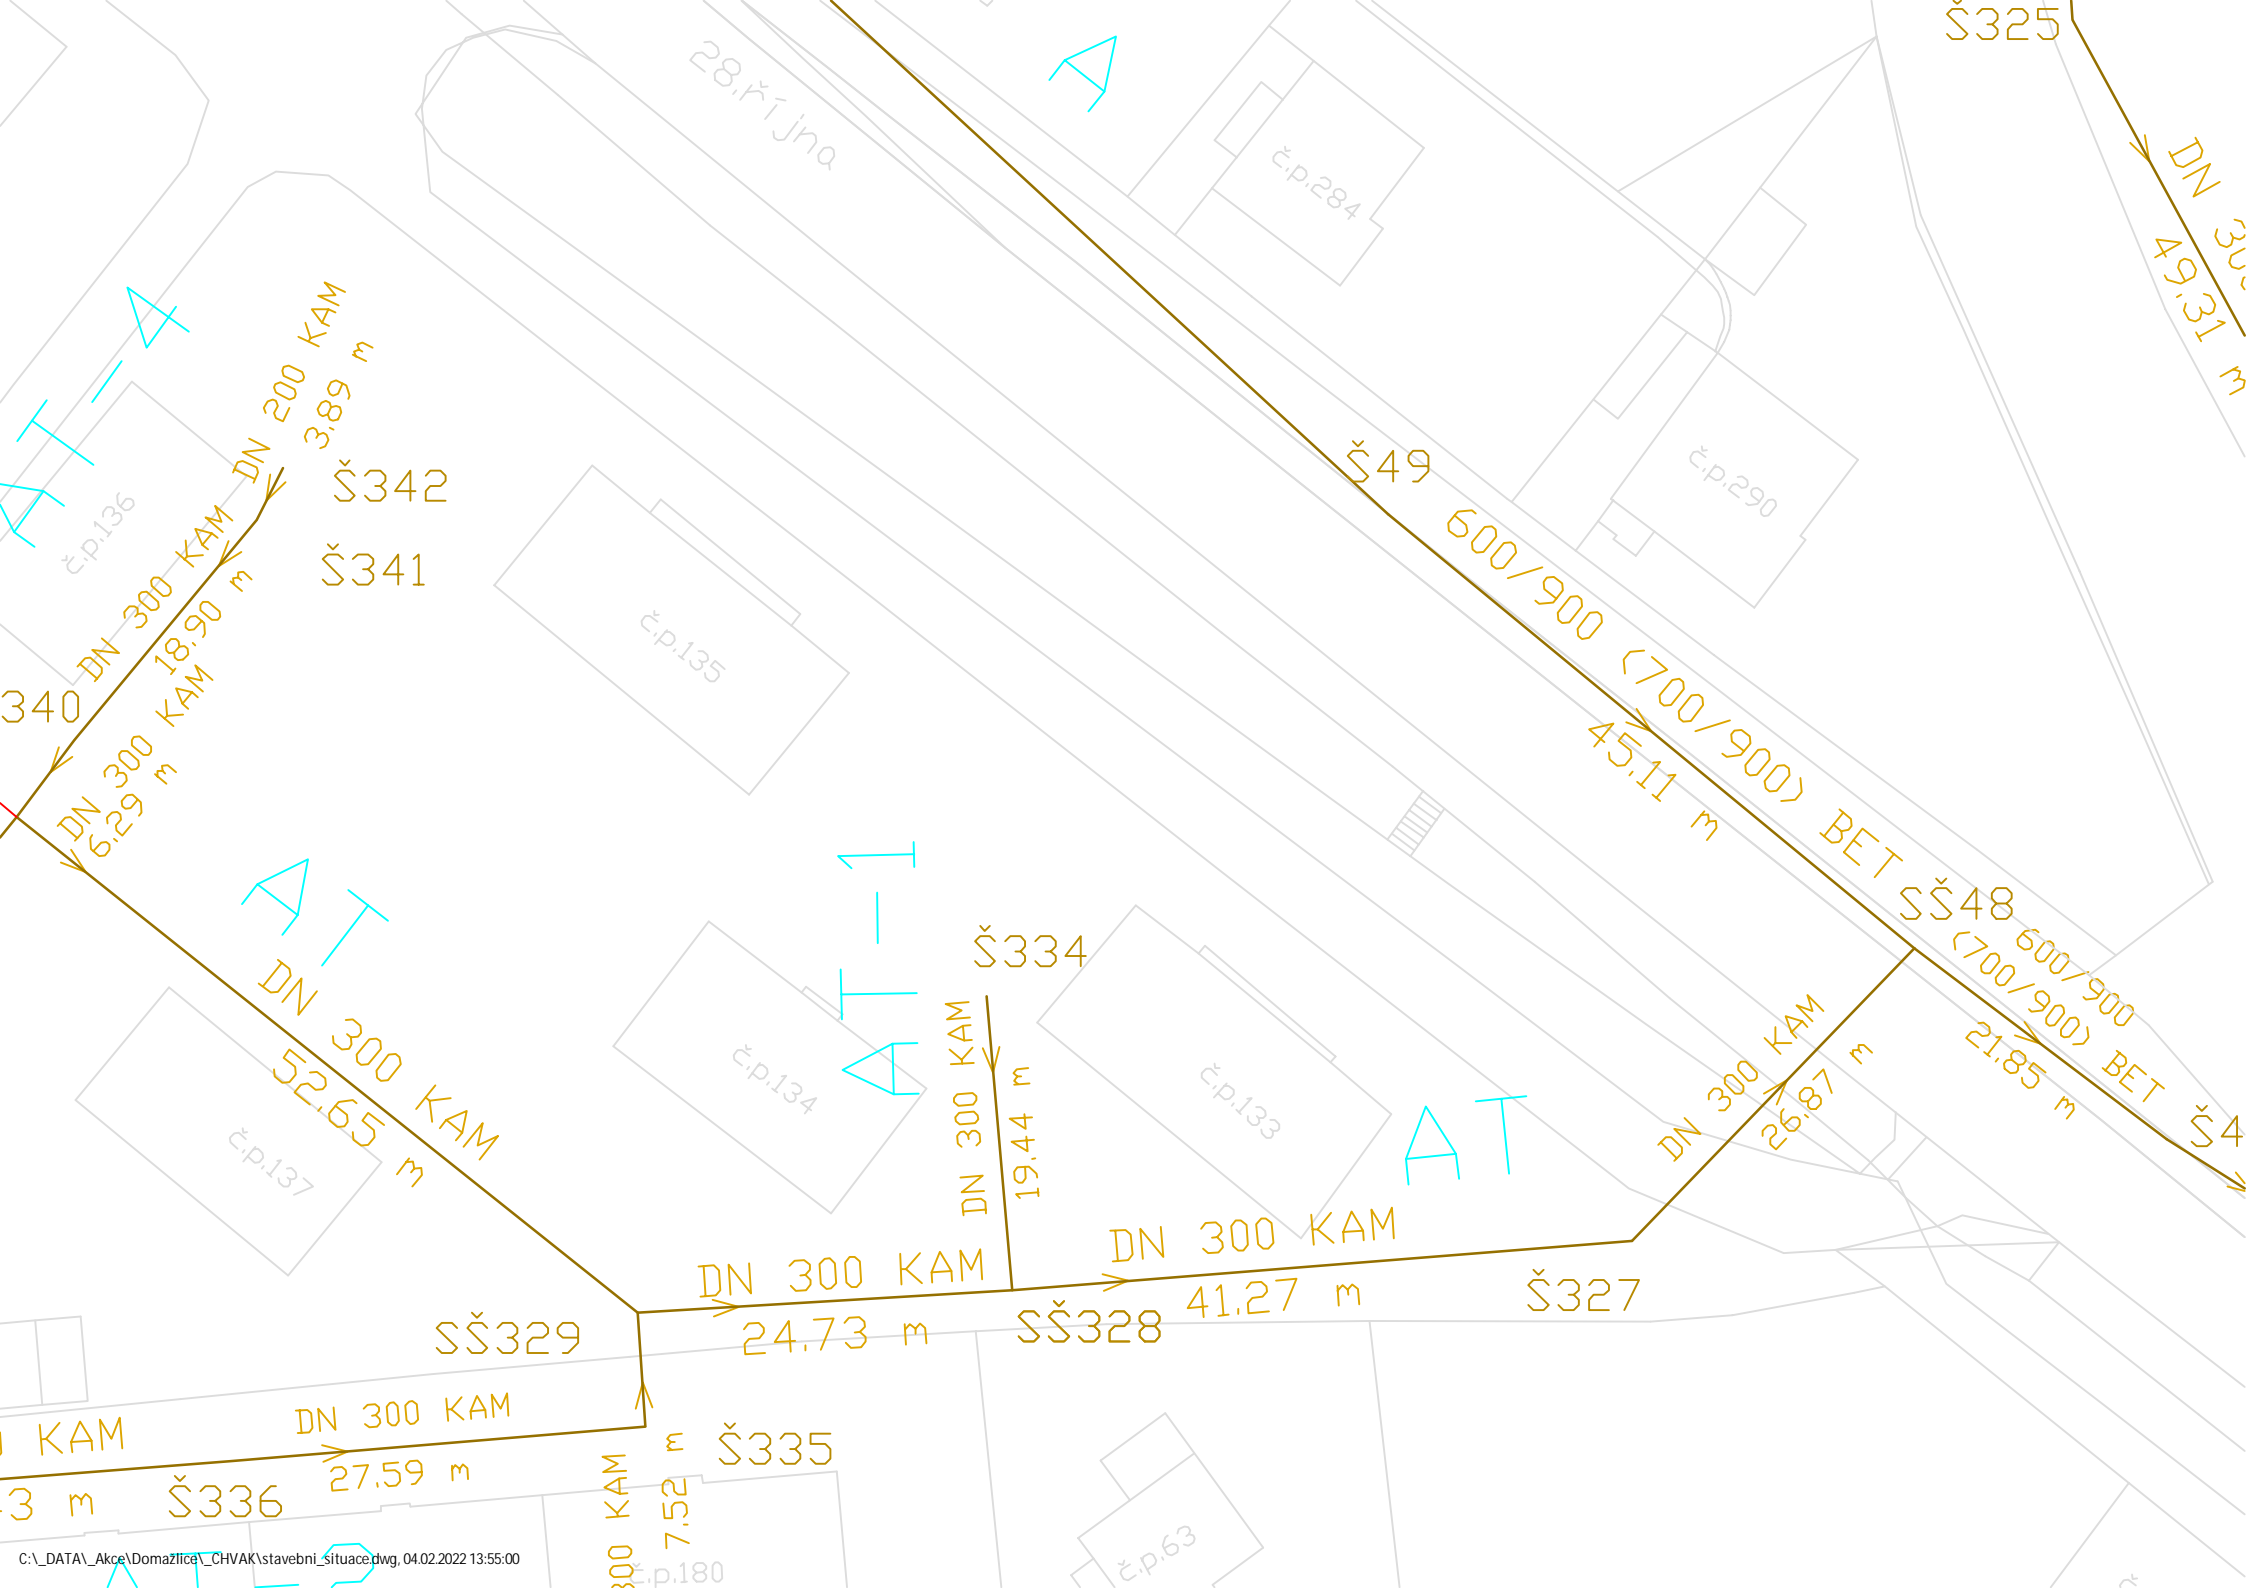 Š325
28.října
A
č.p.284
DN
49,31 m
4
T
A
DN 200 KAM
3,89 m
Š342
Š341
č.p.136
DN 300 KAM
18,90 m
340
DN 300 KAM
6,29 m
č.p.135
Š49
600/900 (700/900) BET
45,11 m
č.p.290
SŠ48
600/900
(700/900) BET
21,85 m
Š4
AT
DN 300 KAM
52,65 m
č.p.137
AT-1
č.p.134
Š334
DN 300 KAM
19,44 m
č.p.133
AT
DN 300 KAM
26,87 m
DN 300 KAM
24,73 m
DN 300 KAM
41,27 m
SŠ329
SŠ328
Š327
KAM
3 m
DN 300 KAM
27,59 m
Š336
Š335
300 KAM
7,52 m
č.p.180
č.p.63
C:\_DATA\_Akce\Domažlice\_CHVAK\stavebni_situace.dwg, 04.02.2022 13:55:00